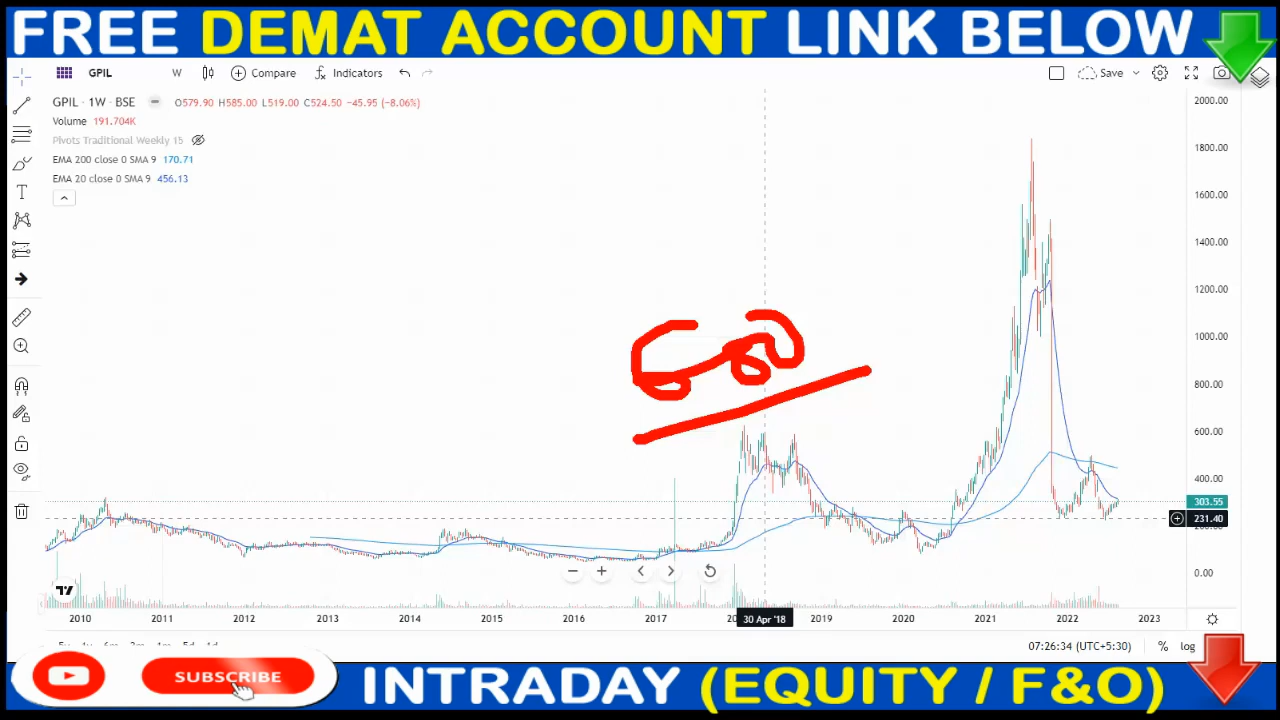 FREE DEMAT ACCOUNT LINK BELOW
GPIL W Compare Indicators Save
GPIL · 1W · BSE O579.90 H585.00 L519.00 C524.50 −45.95 (−8.06%)
Volume 191.704K
Pivots Traditional Weekly 15
EMA 200 close 0 SMA 9 170.71
EMA 20 close 0 SMA 9 456.13
2000.00
1800.00
1600.00
1400.00
1200.00
1000.00
800.00
600.00
400.00
303.55
231.40
0.00
2010 2011 2012 2013 2014 2015 2016 2017 30 Apr '18 2019 2020 2021 2022 2023
07:26:34 (UTC+5:30) % log
SUBSCRIBE
INTRADAY (EQUITY / F&O)